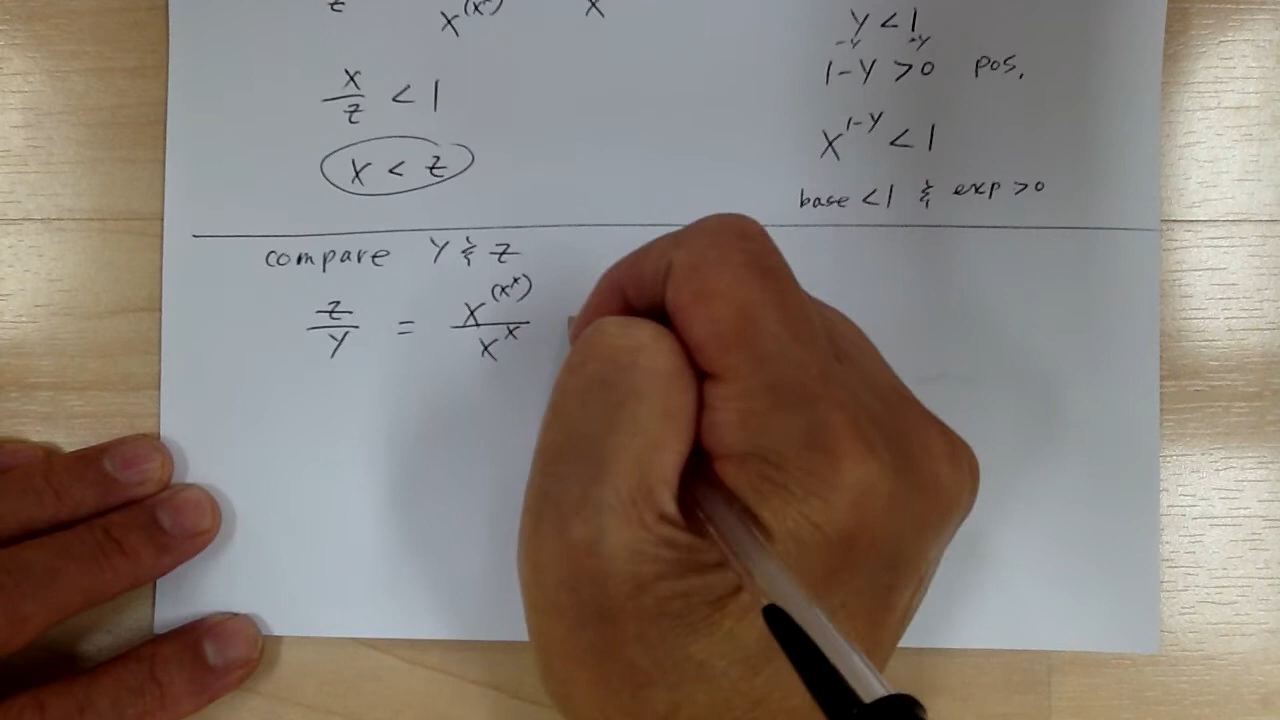 z x^(x^x) x
x/z < 1
x < z
y < 1
-y -y
1-y > 0 pos.
x^(1-y) < 1
base < 1 & exp > 0
compare y & z
z/y = x^(x^x)/x^x